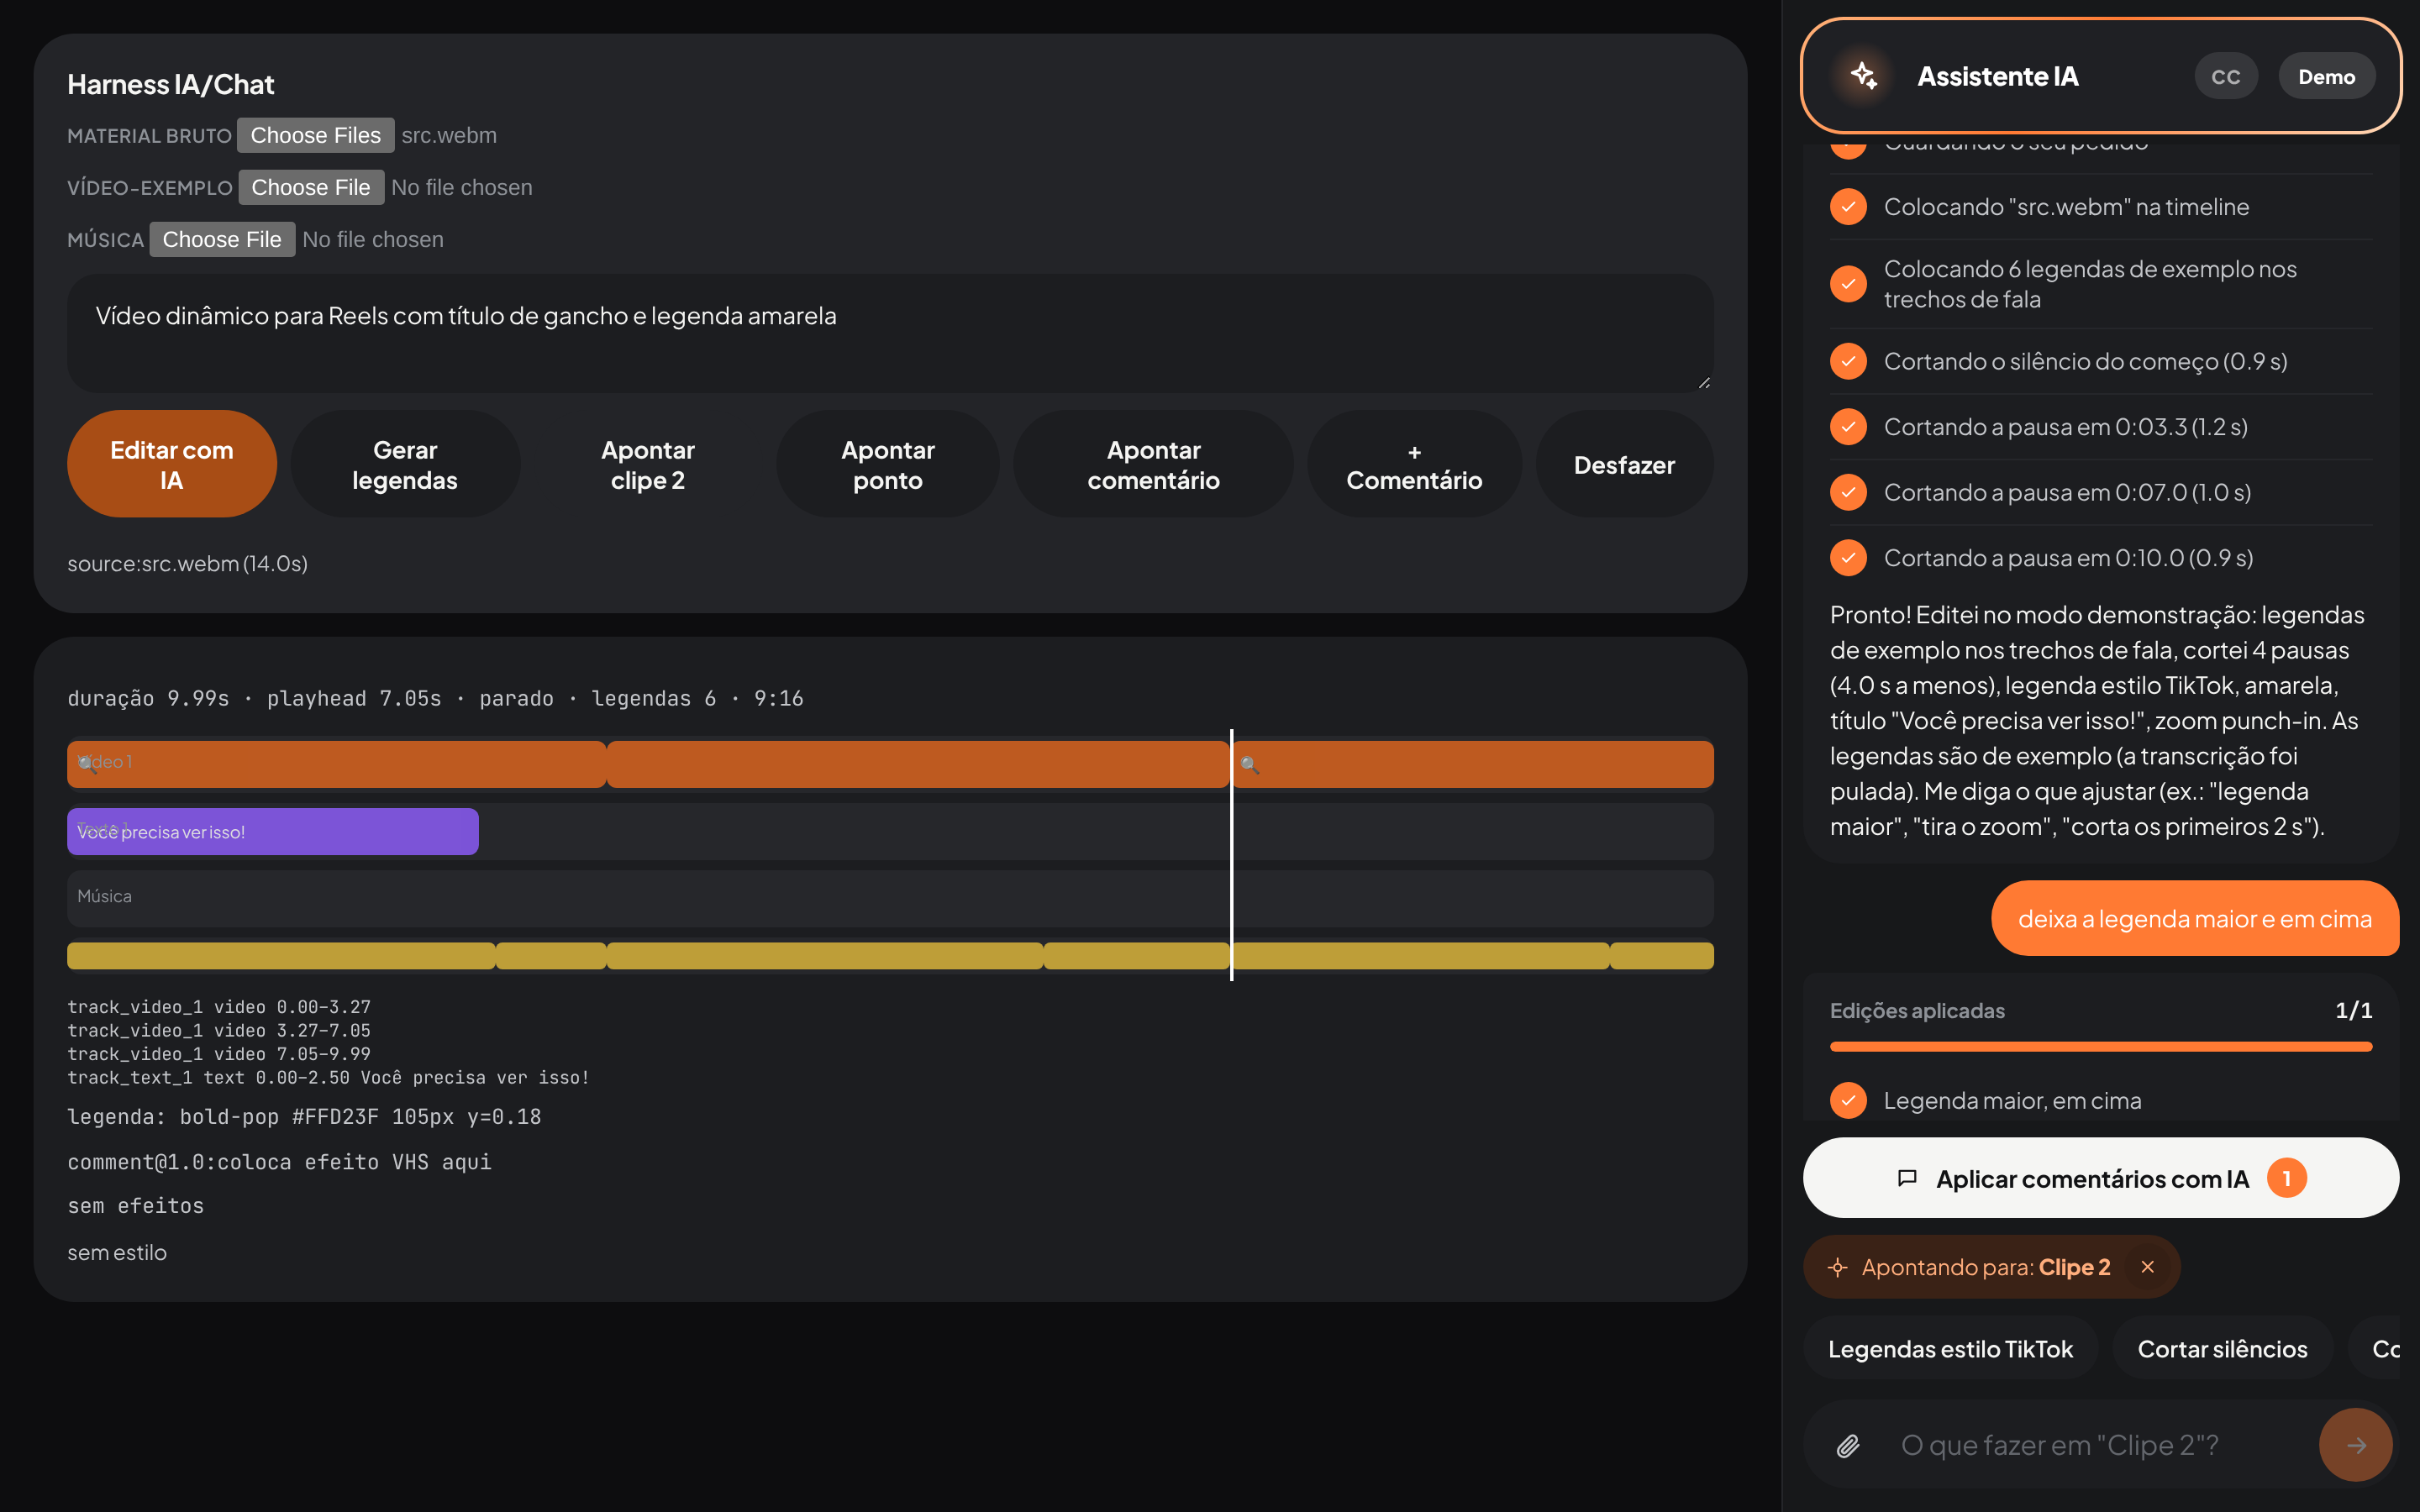 Harness IA/Chat
MATERIAL BRUTO Choose Files src.webm
VÍDEO-EXEMPLO Choose File No file chosen
MÚSICA Choose File No file chosen
Vídeo dinâmico para Reels com título de gancho e legenda amarela
Editar com
IA
Gerar
legendas
Apontar
clipe 2
Apontar
ponto
Apontar
comentário
+
Comentário
Desfazer
source:src.webm (14.0s)
duração 9.99s · playhead 7.05s · parado · legendas 6 · 9:16
Vídeo 1
Texto 1
Você precisa ver isso!
Música
track_video_1 video 0.00–3.27
track_video_1 video 3.27–7.05
track_video_1 video 7.05–9.99
track_text_1 text 0.00–2.50 Você precisa ver isso!
legenda: bold-pop #FFD23F 105px y=0.18
comment@1.0:coloca efeito VHS aqui
sem efeitos
sem estilo
Assistente IA
CC
Demo
Guardando o seu pedido
Colocando "src.webm" na timeline
Colocando 6 legendas de exemplo nos
trechos de fala
Cortando o silêncio do começo (0.9 s)
Cortando a pausa em 0:03.3 (1.2 s)
Cortando a pausa em 0:07.0 (1.0 s)
Cortando a pausa em 0:10.0 (0.9 s)
Pronto! Editei no modo demonstração: legendas
de exemplo nos trechos de fala, cortei 4 pausas
(4.0 s a menos), legenda estilo TikTok, amarela,
título "Você precisa ver isso!", zoom punch-in. As
legendas são de exemplo (a transcrição foi
pulada). Me diga o que ajustar (ex.: "legenda
maior", "tira o zoom", "corta os primeiros 2 s").
deixa a legenda maior e em cima
Edições aplicadas 1/1
Legenda maior, em cima
Aplicar comentários com IA 1
Apontando para: Clipe 2
Legendas estilo TikTok
Cortar silêncios
Co
O que fazer em "Clipe 2"?